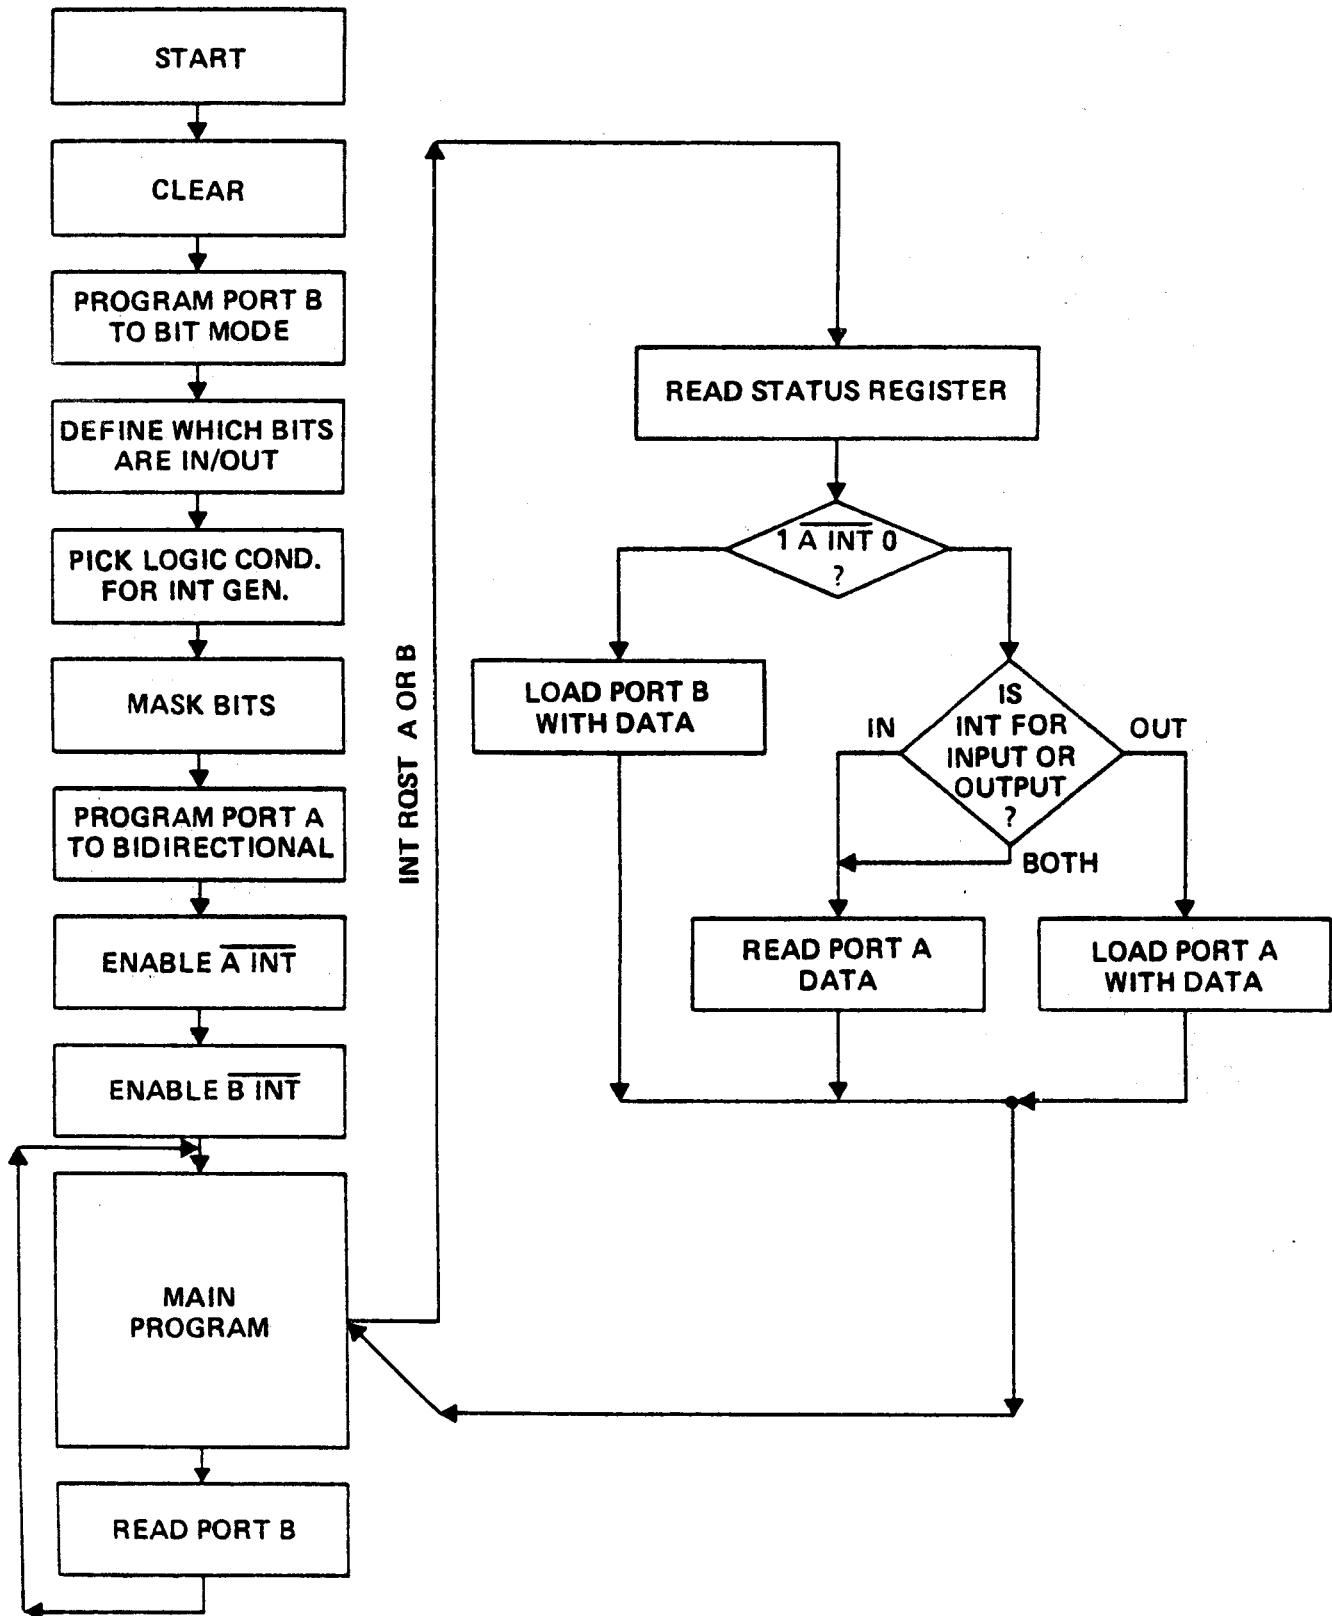 START
CLEAR
PROGRAM PORT B
TO BIT MODE
DEFINE WHICH BITS
ARE IN/OUT
PICK LOGIC COND.
FOR INT GEN.
MASK BITS
PROGRAM PORT A
TO BIDIRECTIONAL
ENABLE A̅ ̅I̅N̅T̅
ENABLE B̅ ̅I̅N̅T̅
MAIN
PROGRAM
READ PORT B
INT RQST A OR B
READ STATUS REGISTER
1 A̅ ̅I̅N̅T̅ 0
?
LOAD PORT B
WITH DATA
IS
INT FOR
INPUT OR
OUTPUT
?
IN
OUT
BOTH
READ PORT A
DATA
LOAD PORT A
WITH DATA